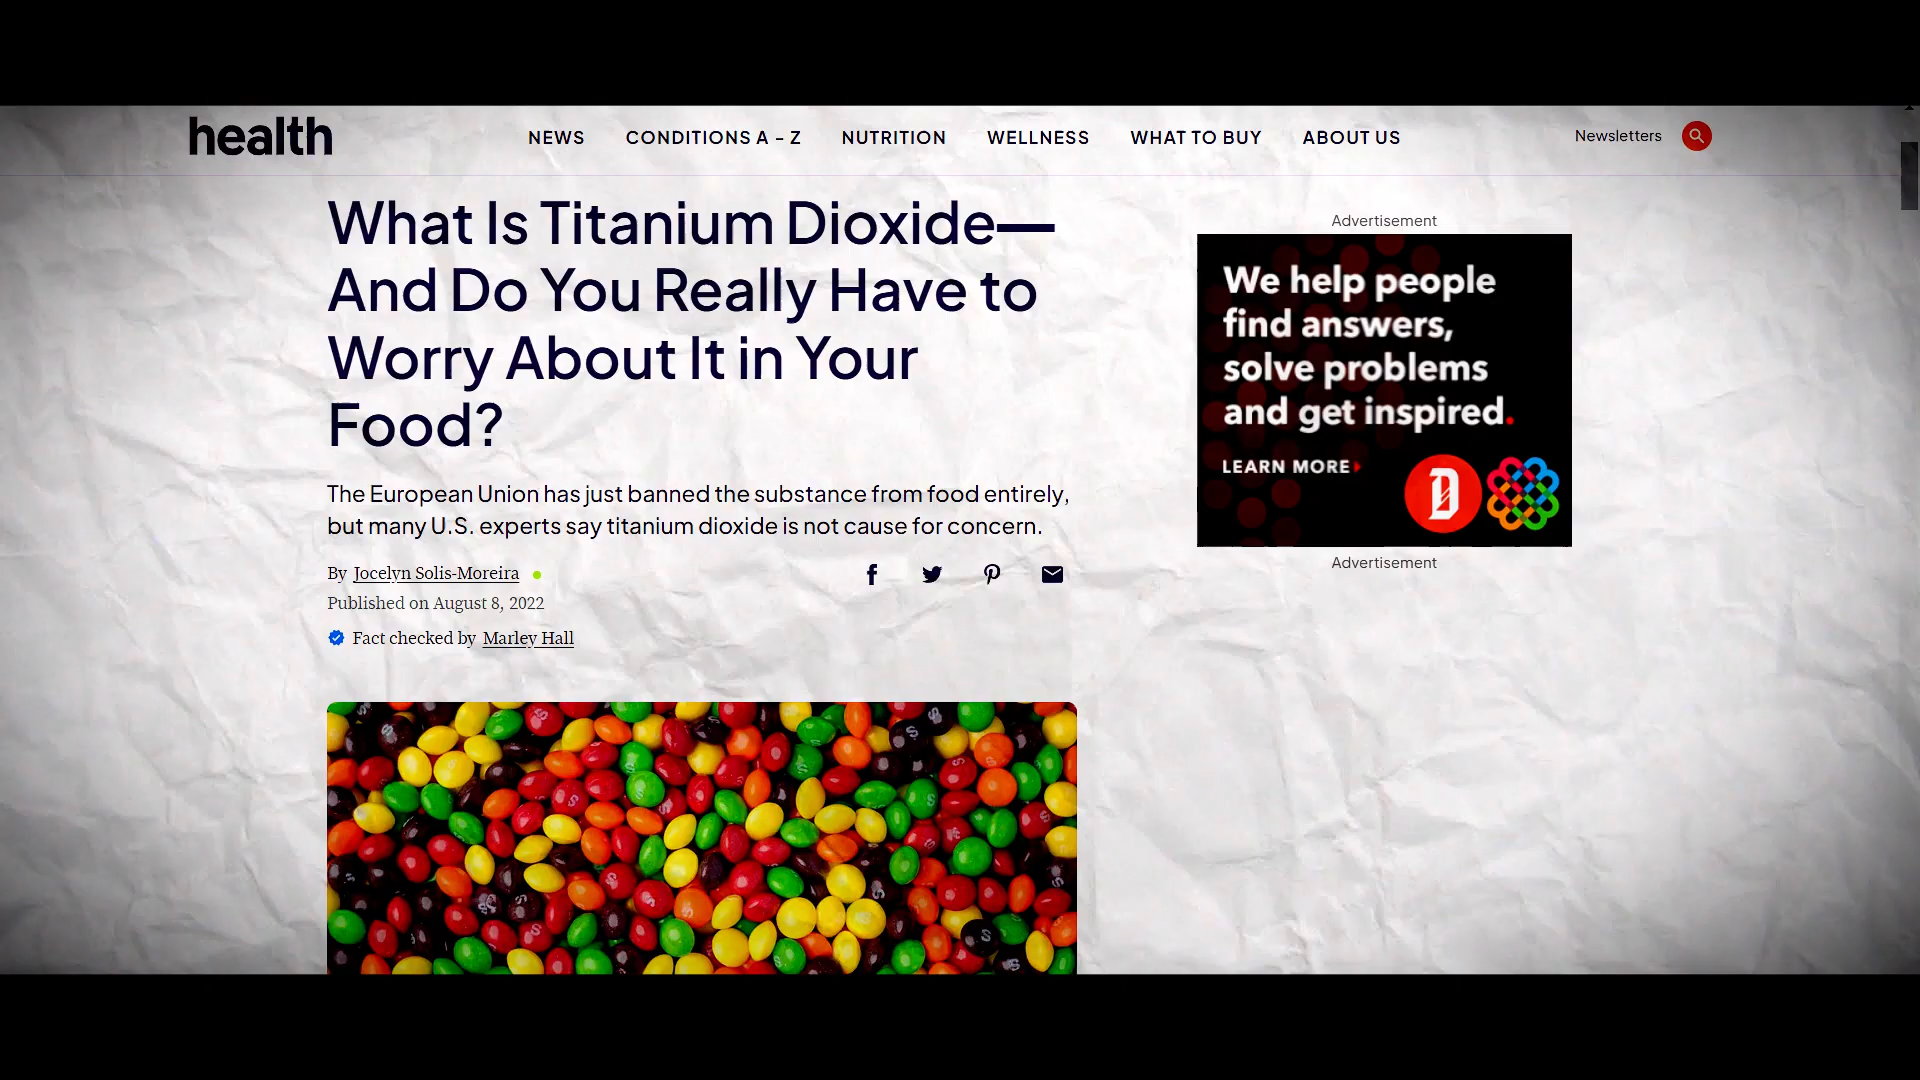 health
NEWS CONDITIONS A - Z NUTRITION WELLNESS WHAT TO BUY ABOUT US
Newsletters
What Is Titanium Dioxide—
And Do You Really Have to
Worry About It in Your
Food?
The European Union has just banned the substance from food entirely,
but many U.S. experts say titanium dioxide is not cause for concern.
By Jocelyn Solis-Moreira
Published on August 8, 2022
Fact checked by Marley Hall
Advertisement
We help people
find answers,
solve problems
and get inspired.
LEARN MORE
D
Advertisement